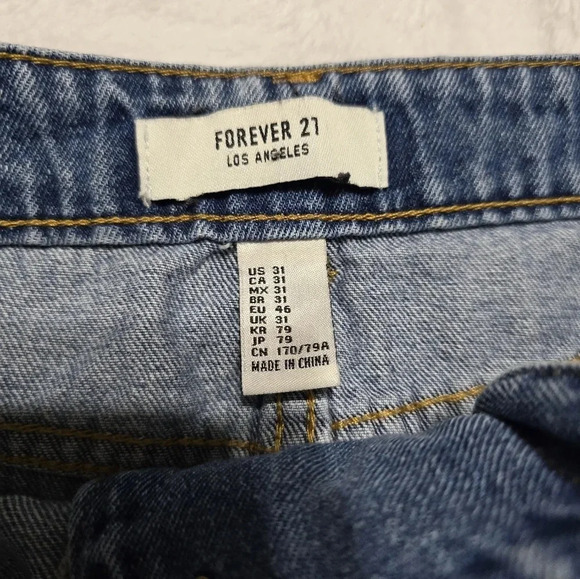 FOREVER 21
LOS ANGELES
US 31
CA 31
MX 31
BR 31
EU 46
UK 31
KR 79
JP 79
CN 170/79A
MADE IN CHINA